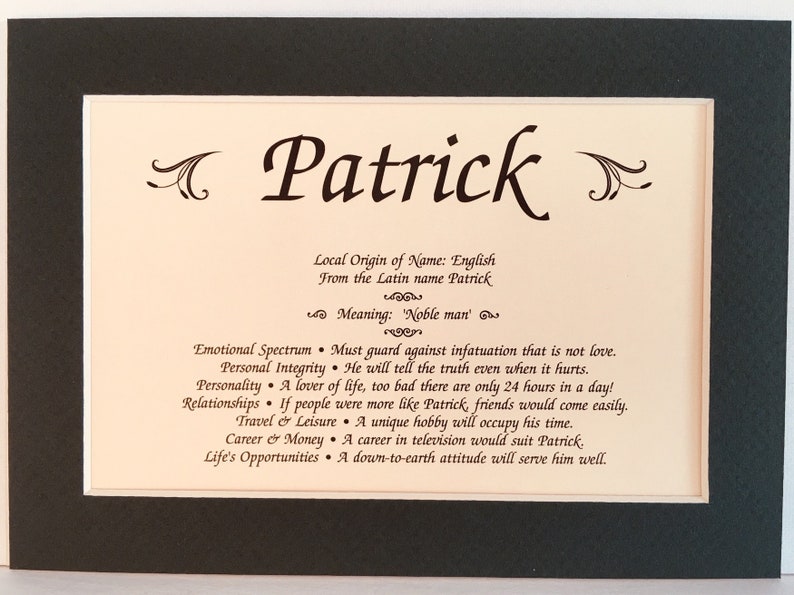 Patrick
Local Origin of Name: English
From the Latin name Patrick
Meaning: 'Noble man'
Emotional Spectrum • Must guard against infatuation that is not love.
Personal Integrity • He will tell the truth even when it hurts.
Personality • A lover of life, too bad there are only 24 hours in a day!
Relationships • If people were more like Patrick, friends would come easily.
Travel & Leisure • A unique hobby will occupy his time.
Career & Money • A career in television would suit Patrick.
Life's Opportunities • A down-to-earth attitude will serve him well.